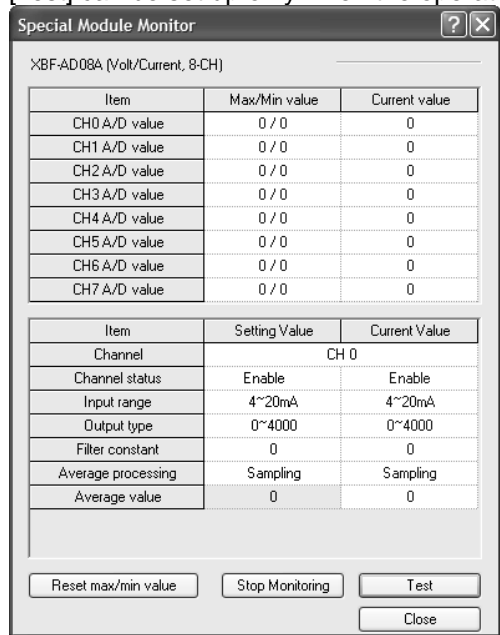 Special Module Monitor
XBF-AD08A (Volt/Current, 8-CH)
Item Max/Min value Current value
CH0 A/D value 0 / 0 0
CH1 A/D value 0 / 0 0
CH2 A/D value 0 / 0 0
CH3 A/D value 0 / 0 0
CH4 A/D value 0 / 0 0
CH5 A/D value 0 / 0 0
CH6 A/D value 0 / 0 0
CH7 A/D value 0 / 0 0
Item Setting Value Current Value
Channel CH 0
Channel status Enable Enable
Input range 4~20mA 4~20mA
Output type 0~4000 0~4000
Filter constant 0 0
Average processing Sampling Sampling
Average value 0 0
Reset max/min value Stop Monitoring Test
Close